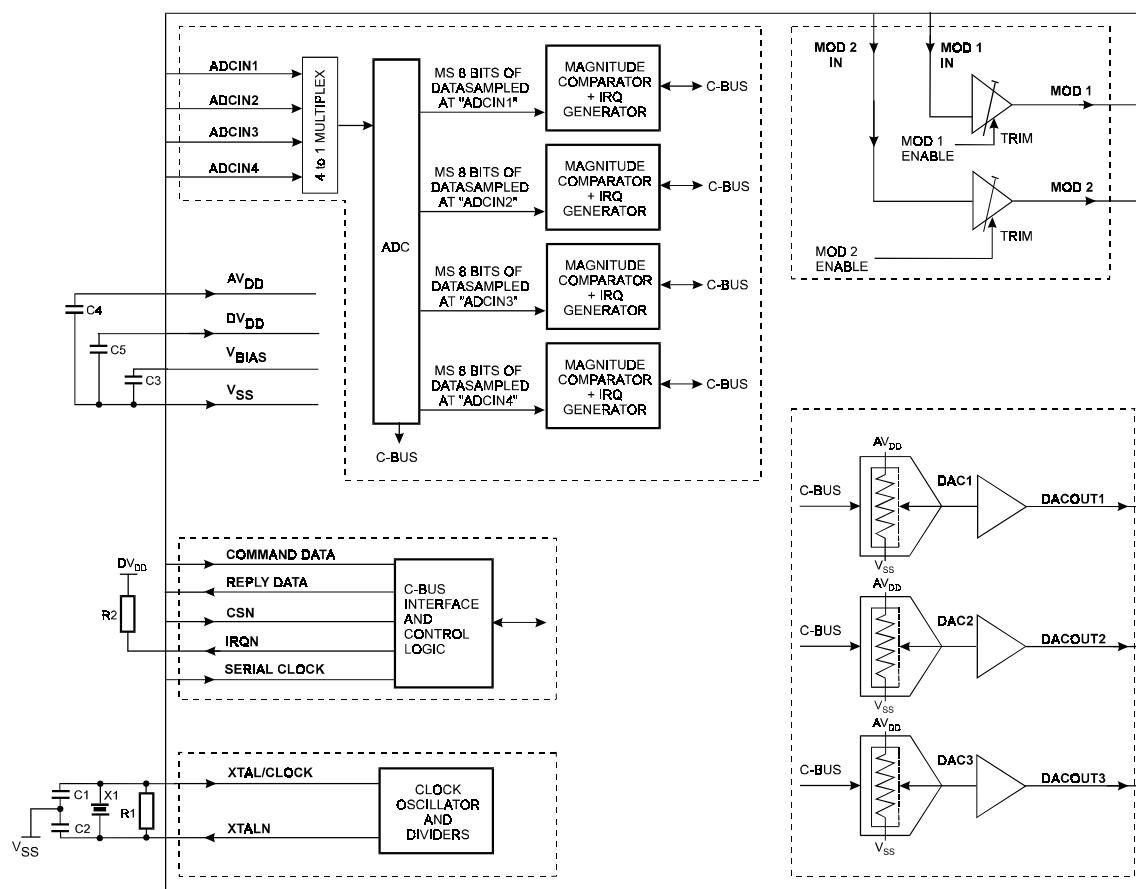 ADCIN1
ADCIN2
ADCIN3
ADCIN4
4 to 1 MULTIPLEX
ADC
C-BUS
MS 8 BITS OF
DATASAMPLED
AT "ADCIN1"
MAGNITUDE
COMPARATOR
+ IRQ
GENERATOR
C-BUS
MS 8 BITS OF
DATASAMPLED
AT "ADCIN2"
MAGNITUDE
COMPARATOR
+ IRQ
GENERATOR
C-BUS
MS 8 BITS OF
DATASAMPLED
AT "ADCIN3"
MAGNITUDE
COMPARATOR
+ IRQ
GENERATOR
C-BUS
MS 8 BITS OF
DATASAMPLED
AT "ADCIN4"
MAGNITUDE
COMPARATOR
+ IRQ
GENERATOR
C-BUS
MOD 2
IN
MOD 1
IN
MOD 1
MOD 1
ENABLE
TRIM
MOD 2
MOD 2
ENABLE
TRIM
AVDD
C4
DVDD
C5
VBIAS
C3
VSS
DVDD
R2
COMMAND DATA
REPLY DATA
CSN
IRQN
SERIAL CLOCK
C-BUS
INTERFACE
AND
CONTROL
LOGIC
XTAL/CLOCK
XTALN
C1
X1
R1
C2
VSS
CLOCK
OSCILLATOR
AND
DIVIDERS
AVDD
C-BUS
DAC1
DACOUT1
VSS
AVDD
C-BUS
DAC2
DACOUT2
VSS
AVDD
C-BUS
DAC3
DACOUT3
VSS